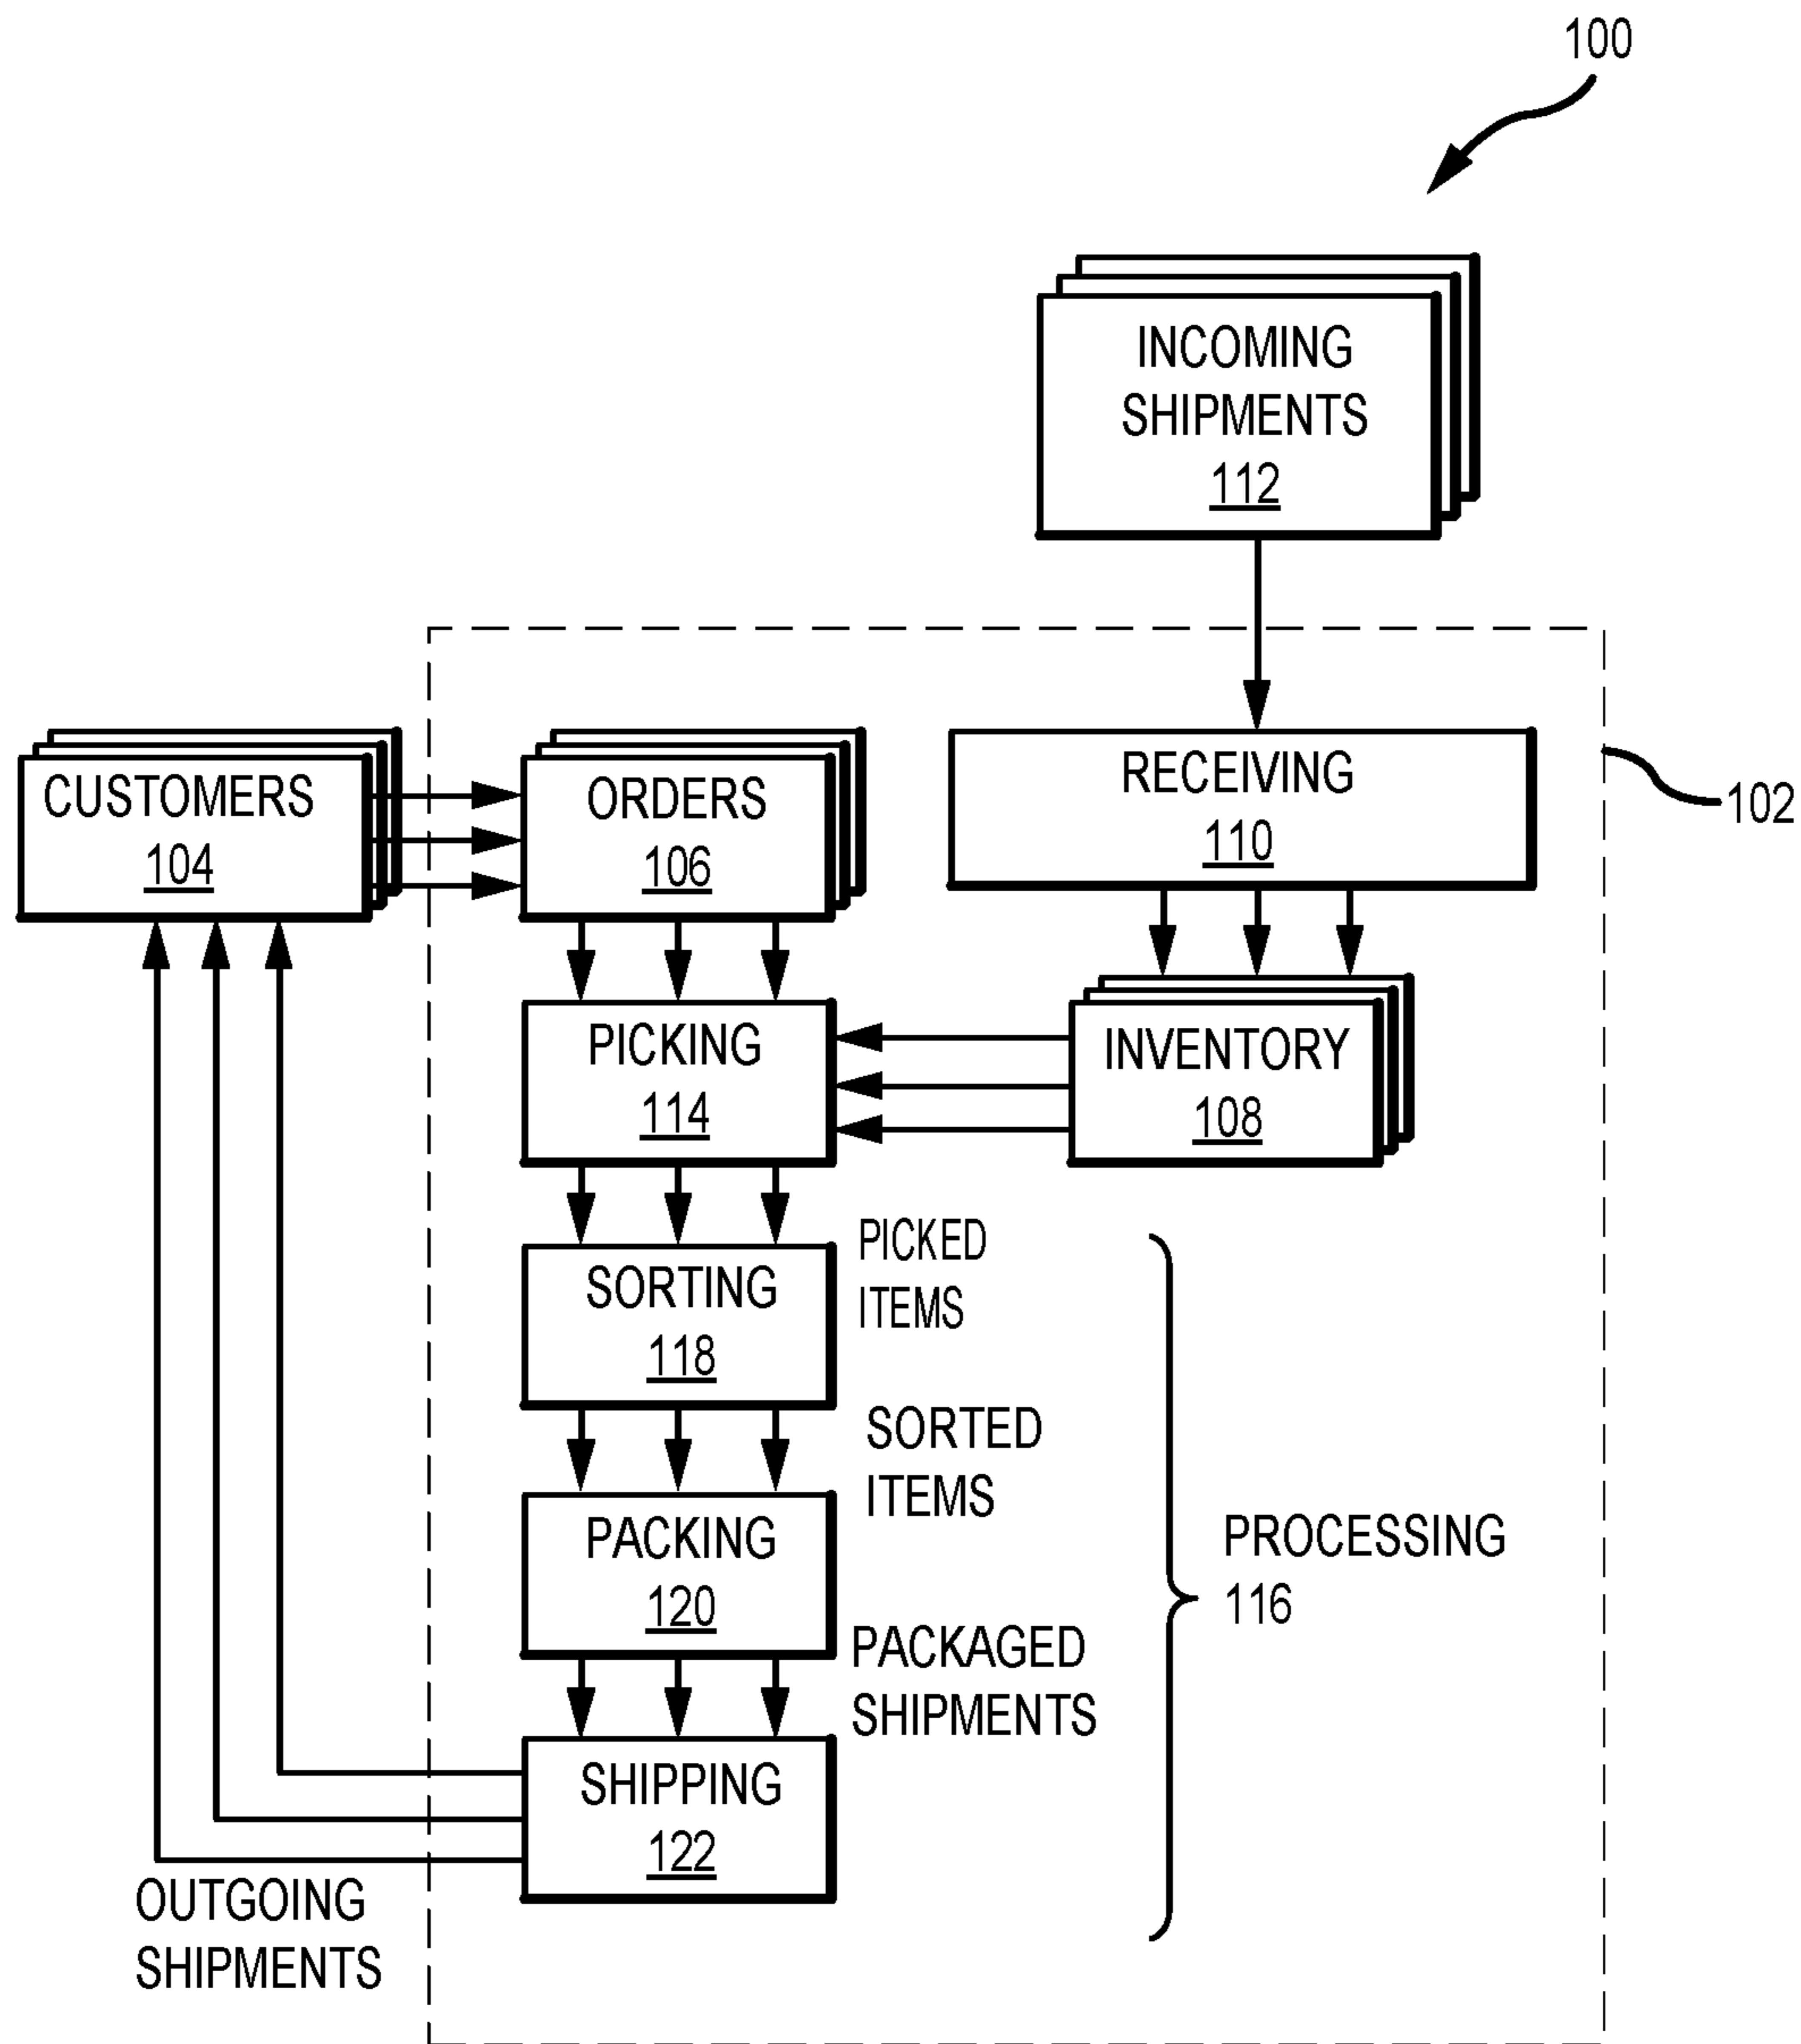 100
INCOMING
SHIPMENTS
112
CUSTOMERS
104
ORDERS
106
RECEIVING
110
102
PICKING
114
INVENTORY
108
SORTING
118
PICKED
ITEMS
SORTED
ITEMS
PACKING
120
PROCESSING
116
PACKAGED
SHIPMENTS
SHIPPING
122
OUTGOING
SHIPMENTS